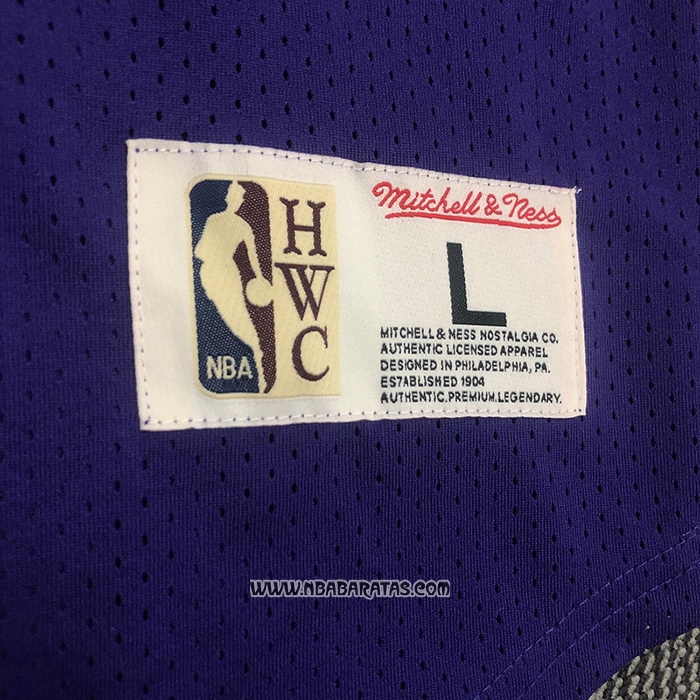 NBA
H
W
C
Mitchell & Ness
L
MITCHELL & NESS NOSTALGIA CO.
AUTHENTIC LICENSED APPAREL
DESIGNED IN PHILADELPHIA, PA.
ESTABLISHED 1904
AUTHENTIC.PREMIUM.LEGENDARY.
WWW.NBABARATAS.COM